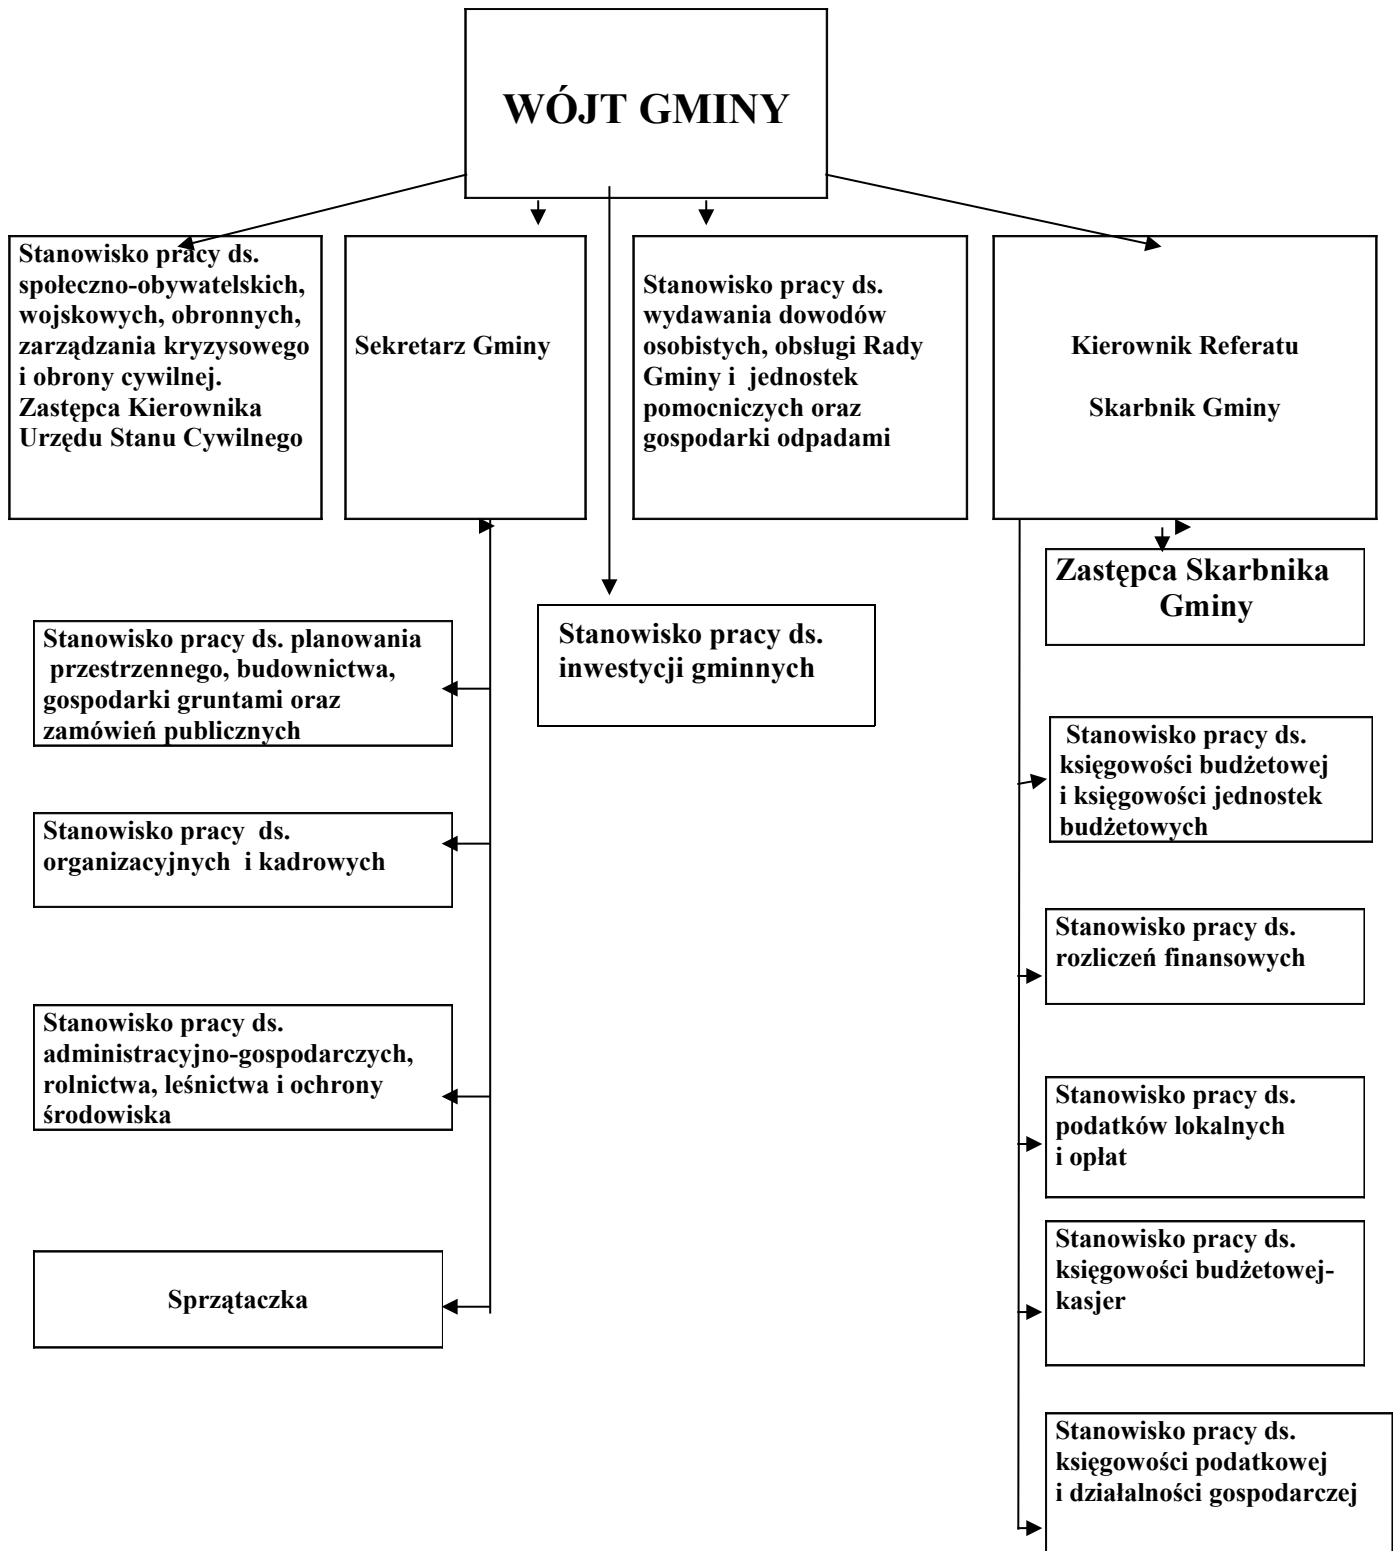 WÓJT GMINY
Stanowisko pracy ds.
społeczno-obywatelskich,
wojskowych, obronnych,
zarządzania kryzysowego
i obrony cywilnej.
Zastępca Kierownika
Urzędu Stanu Cywilnego
Sekretarz Gminy
Stanowisko pracy ds.
wydawania dowodów
osobistych, obsługi Rady
Gminy i jednostek
pomocniczych oraz
gospodarki odpadami
Kierownik Referatu
Skarbnik Gminy
Stanowisko pracy ds. planowania
przestrzennego, budownictwa,
gospodarki gruntami oraz
zamówień publicznych
Stanowisko pracy ds.
organizacyjnych i kadrowych
Stanowisko pracy ds.
administracyjno-gospodarczych,
rolnictwa, leśnictwa i ochrony
środowiska
Sprzątaczka
Stanowisko pracy ds.
inwestycji gminnych
Zastępca Skarbnika
Gminy
Stanowisko pracy ds.
księgowości budżetowej
i księgowości jednostek
budżetowych
Stanowisko pracy ds.
rozliczeń finansowych
Stanowisko pracy ds.
podatków lokalnych
i opłat
Stanowisko pracy ds.
księgowości budżetowej-
kasjer
Stanowisko pracy ds.
księgowości podatkowej
i działalności gospodarczej